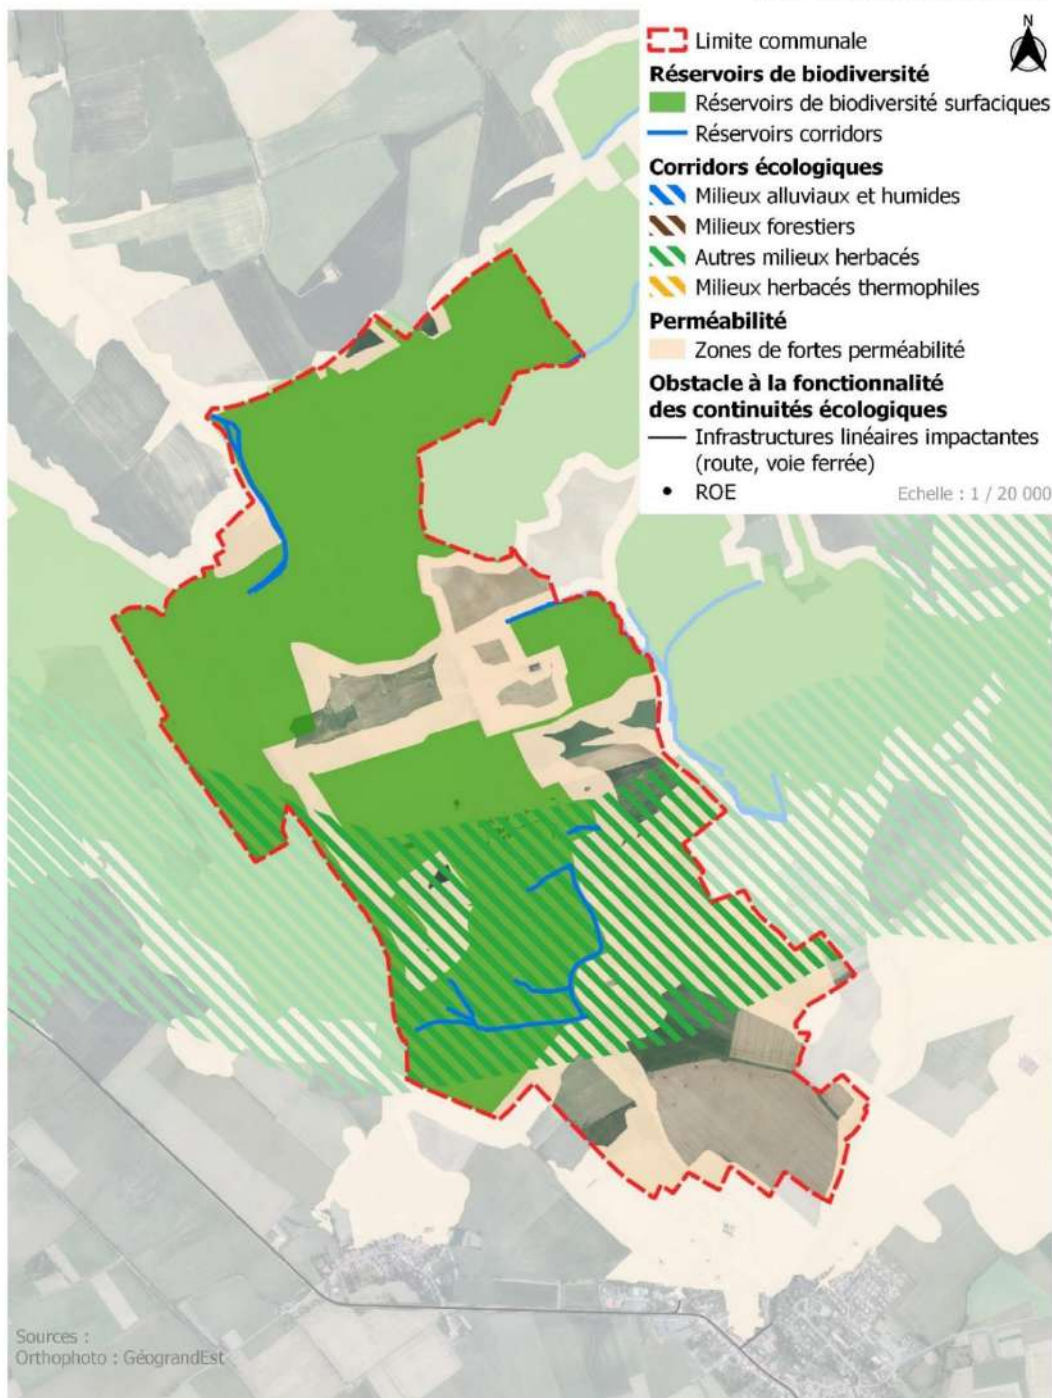 Limite communale
N
Réservoirs de biodiversité
Réservoirs de biodiversité surfaciques
Réservoirs corridors
Corridors écologiques
Milieux alluviaux et humides
Milieux forestiers
Autres milieux herbacés
Milieux herbacés thermophiles
Perméabilité
Zones de fortes perméabilité
Obstacle à la fonctionnalité
des continuités écologiques
Infrastructures linéaires impactantes
(route, voie ferrée)
ROE
Echelle : 1 / 20 000
Sources :
Orthophoto : GéograndEst